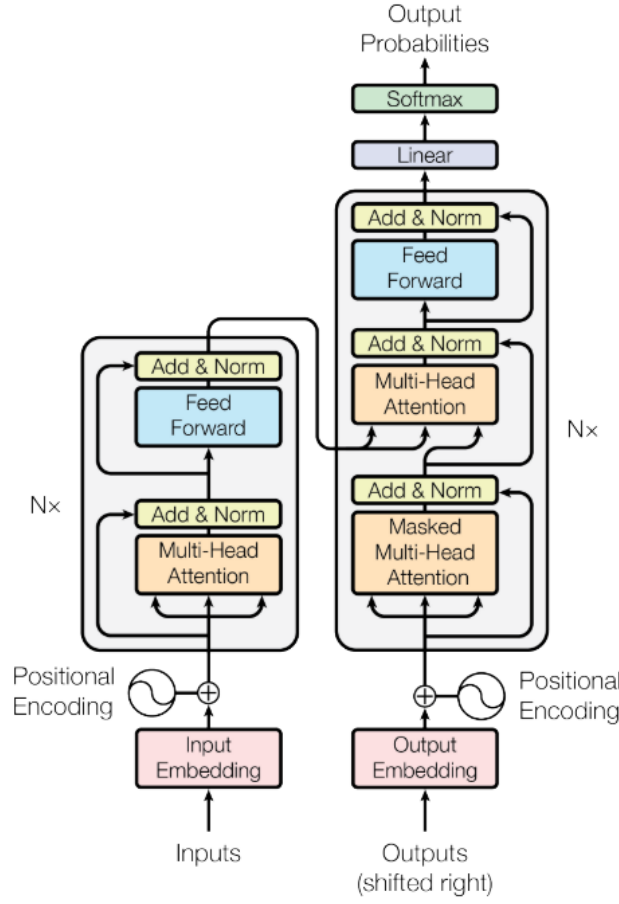 Output
Probabilities
Softmax
Linear
Add & Norm
Feed
Forward
Add & Norm
Multi-Head
Attention
Add & Norm
Masked
Multi-Head
Attention
N×
Add & Norm
Feed
Forward
Add & Norm
Multi-Head
Attention
N×
Positional
Encoding
Positional
Encoding
Input
Embedding
Output
Embedding
Inputs
Outputs
(shifted right)